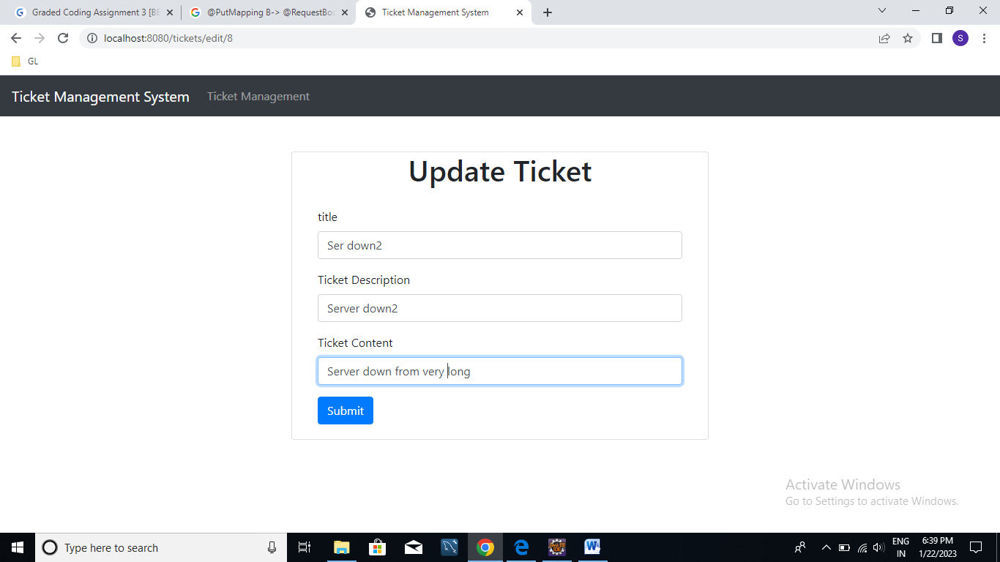 Graded Coding Assignment 3 [BE
@PutMapping B-> @RequestBoc
Ticket Management System
localhost:8080/tickets/edit/8
S
GL
Ticket Management System Ticket Management
Update Ticket
title
Ser down2
Ticket Description
Server down2
Ticket Content
Server down from very long
Submit
Activate Windows
Go to Settings to activate Windows.
Type here to search
ENG
IN
6:39 PM
1/22/2023